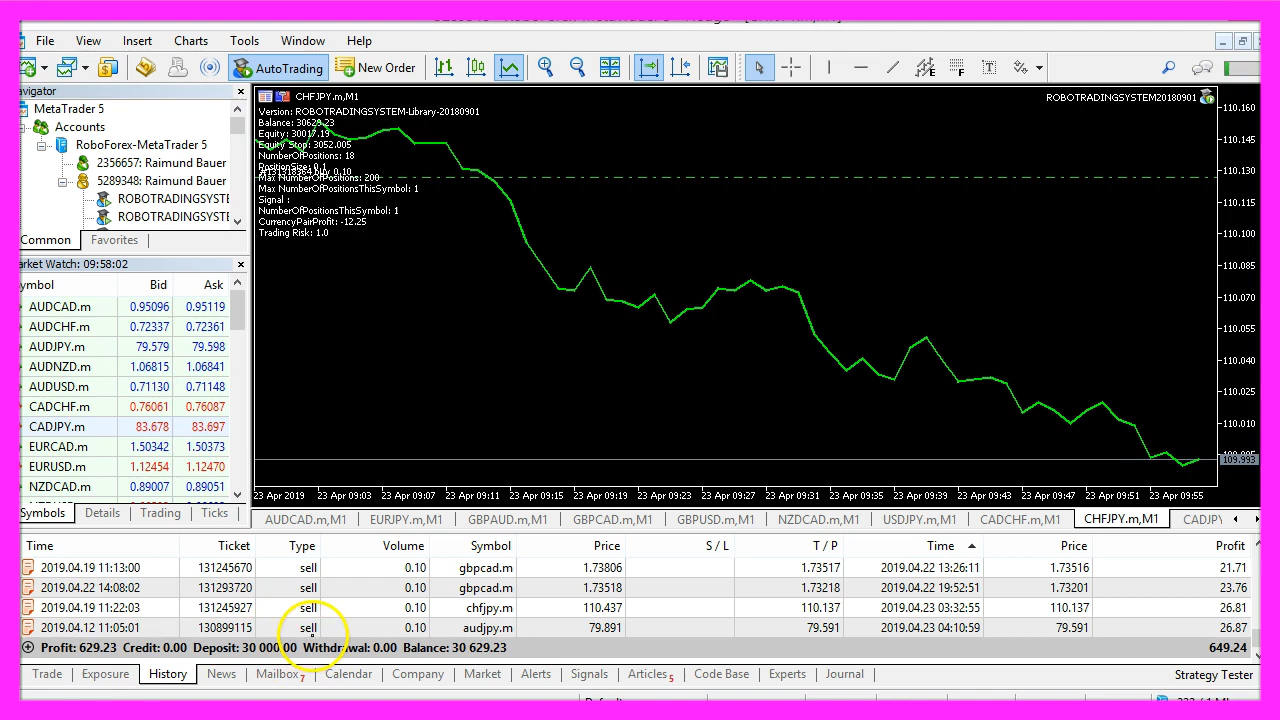 File View Insert Charts Tools Window Help
AutoTrading New Order
avigator
MetaTrader 5
Accounts
RoboForex-MetaTrader 5
2356657: Raimund Bauer
5289348: Raimund Bauer
ROBOTRADINGSYSTE
ROBOTRADINGSYSTE
Common Favorites
arket Watch: 09:58:02
ymbol Bid Ask
AUDCAD.m 0.95096 0.95119
AUDCHF.m 0.72337 0.72361
AUDJPY.m 79.579 79.598
AUDNZD.m 1.06815 1.06841
AUDUSD.m 0.71130 0.71148
CADCHF.m 0.76061 0.76087
CADJPY.m 83.678 83.697
EURCAD.m 1.50342 1.50373
EURUSD.m 1.12454 1.12470
NZDCAD.m 0.89007 0.89051
Symbols Details Trading Ticks
CHFJPY.m,M1
ROBOTRADINGSYSTEM20180901
Version: ROBOTRADINGSYSTEM-Library-20180901
Balance: 30629.23
Equity: 30017.19
Equity Stop: 3052.005
NumberOfPositions: 18
PositionSize: 0.1
#131318364 buy 0.10
Max NumberOfPositions: 200
Max NumberOfPositionsThisSymbol: 1
Signal :
NumberOfPositionsThisSymbol: 1
CurrencyPairProfit: -12.25
Trading Risk: 1.0
110.160
110.145
110.130
110.115
110.100
110.085
110.070
110.055
110.040
110.025
110.010
109.993
23 Apr 2019 23 Apr 09:03 23 Apr 09:07 23 Apr 09:11 23 Apr 09:15 23 Apr 09:19 23 Apr 09:23 23 Apr 09:27 23 Apr 09:31 23 Apr 09:35 23 Apr 09:39 23 Apr 09:43 23 Apr 09:47 23 Apr 09:51 23 Apr 09:55
AUDCAD.m,M1 EURJPY.m,M1 GBPAUD.m,M1 GBPCAD.m,M1 GBPUSD.m,M1 NZDCAD.m,M1 USDJPY.m,M1 CADCHF.m,M1 CHFJPY.m,M1 CADJPY
Time Ticket Type Volume Symbol Price S / L T / P Time Price Profit
2019.04.19 11:13:00 131245670 sell 0.10 gbpcad.m 1.73806 1.73517 2019.04.22 13:26:11 1.73516 21.71
2019.04.22 14:08:02 131293720 sell 0.10 gbpcad.m 1.73518 1.73218 2019.04.22 19:52:51 1.73201 23.76
2019.04.19 11:22:03 131245927 sell 0.10 chfjpy.m 110.437 110.137 2019.04.23 03:32:55 110.137 26.81
2019.04.12 11:05:01 130899115 sell 0.10 audjpy.m 79.891 79.591 2019.04.23 04:10:59 79.591 26.87
Profit: 629.23 Credit: 0.00 Deposit: 30 000.00 Withdrawal: 0.00 Balance: 30 629.23 649.24
Trade Exposure History News Mailbox 7 Calendar Company Market Alerts Signals Articles 5 Code Base Experts Journal Strategy Tester